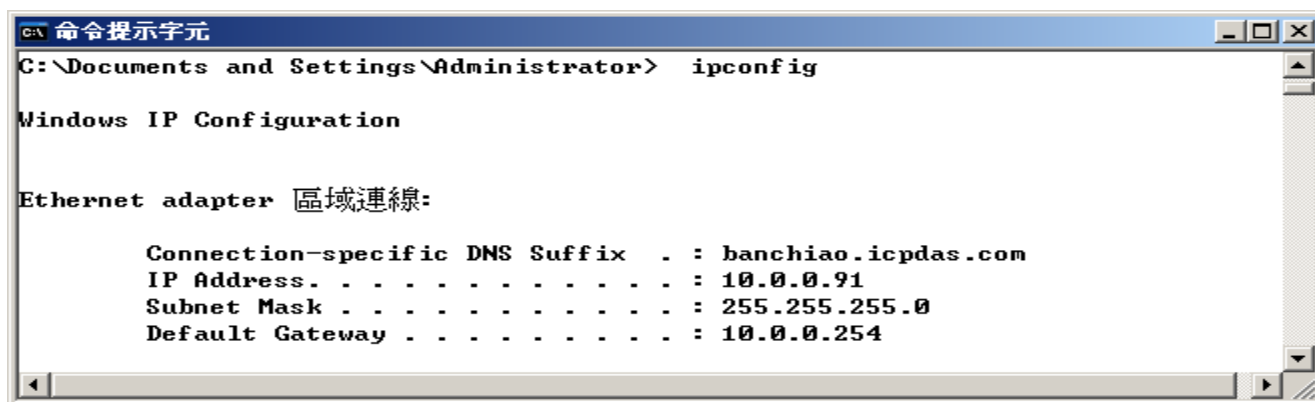 命令提示字元
C:\Documents and Settings\Administrator>  ipconfig
Windows IP Configuration
Ethernet adapter 區域連線:
Connection-specific DNS Suffix  . : banchiao.icpdas.com
IP Address. . . . . . . . . . . . : 10.0.0.91
Subnet Mask . . . . . . . . . . . : 255.255.255.0
Default Gateway . . . . . . . . . : 10.0.0.254